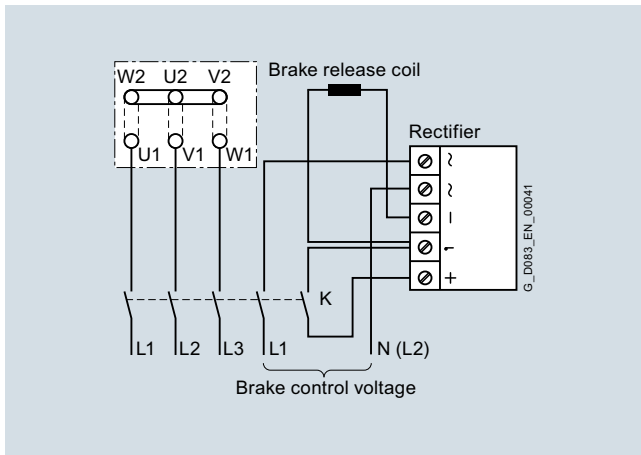 W2 U2 V2
Brake release coil
U1 V1 W1
Rectifier
~
~
–
+
K
L1 L2 L3 L1 N (L2)
Brake control voltage
G_D083_EN_00041